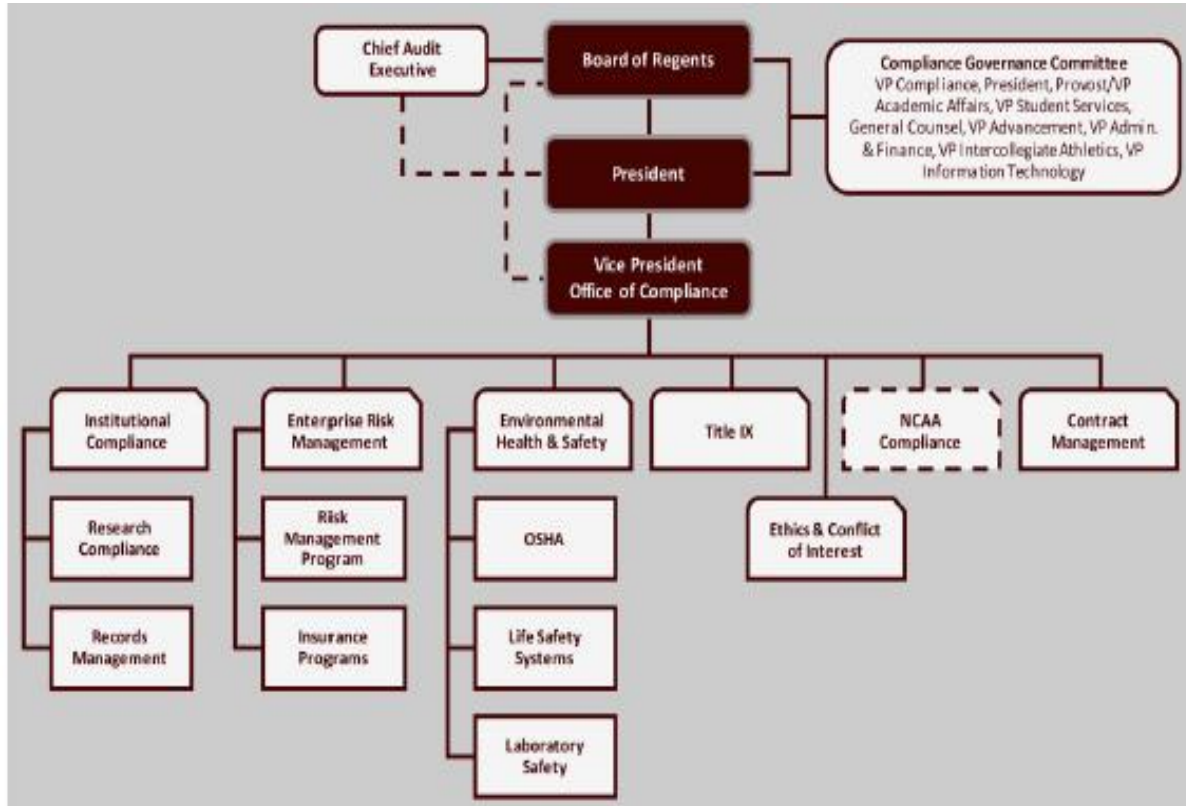 Chief Audit
Executive
Board of Regents
Compliance Governance Committee
VP Compliance, President, Provost/VP
Academic Affairs, VP Student Services,
General Counsel, VP Advancement, VP Admin.
& Finance, VP Intercollegiate Athletics, VP
Information Technology
President
Vice President
Office of Compliance
Institutional
Compliance
Enterprise Risk
Management
Environmental
Health & Safety
Title IX
NCAA
Compliance
Contract
Management
Research
Compliance
Risk
Management
Program
OSHA
Ethics & Conflict
of Interest
Records
Management
Insurance
Programs
Life Safety
Systems
Laboratory
Safety